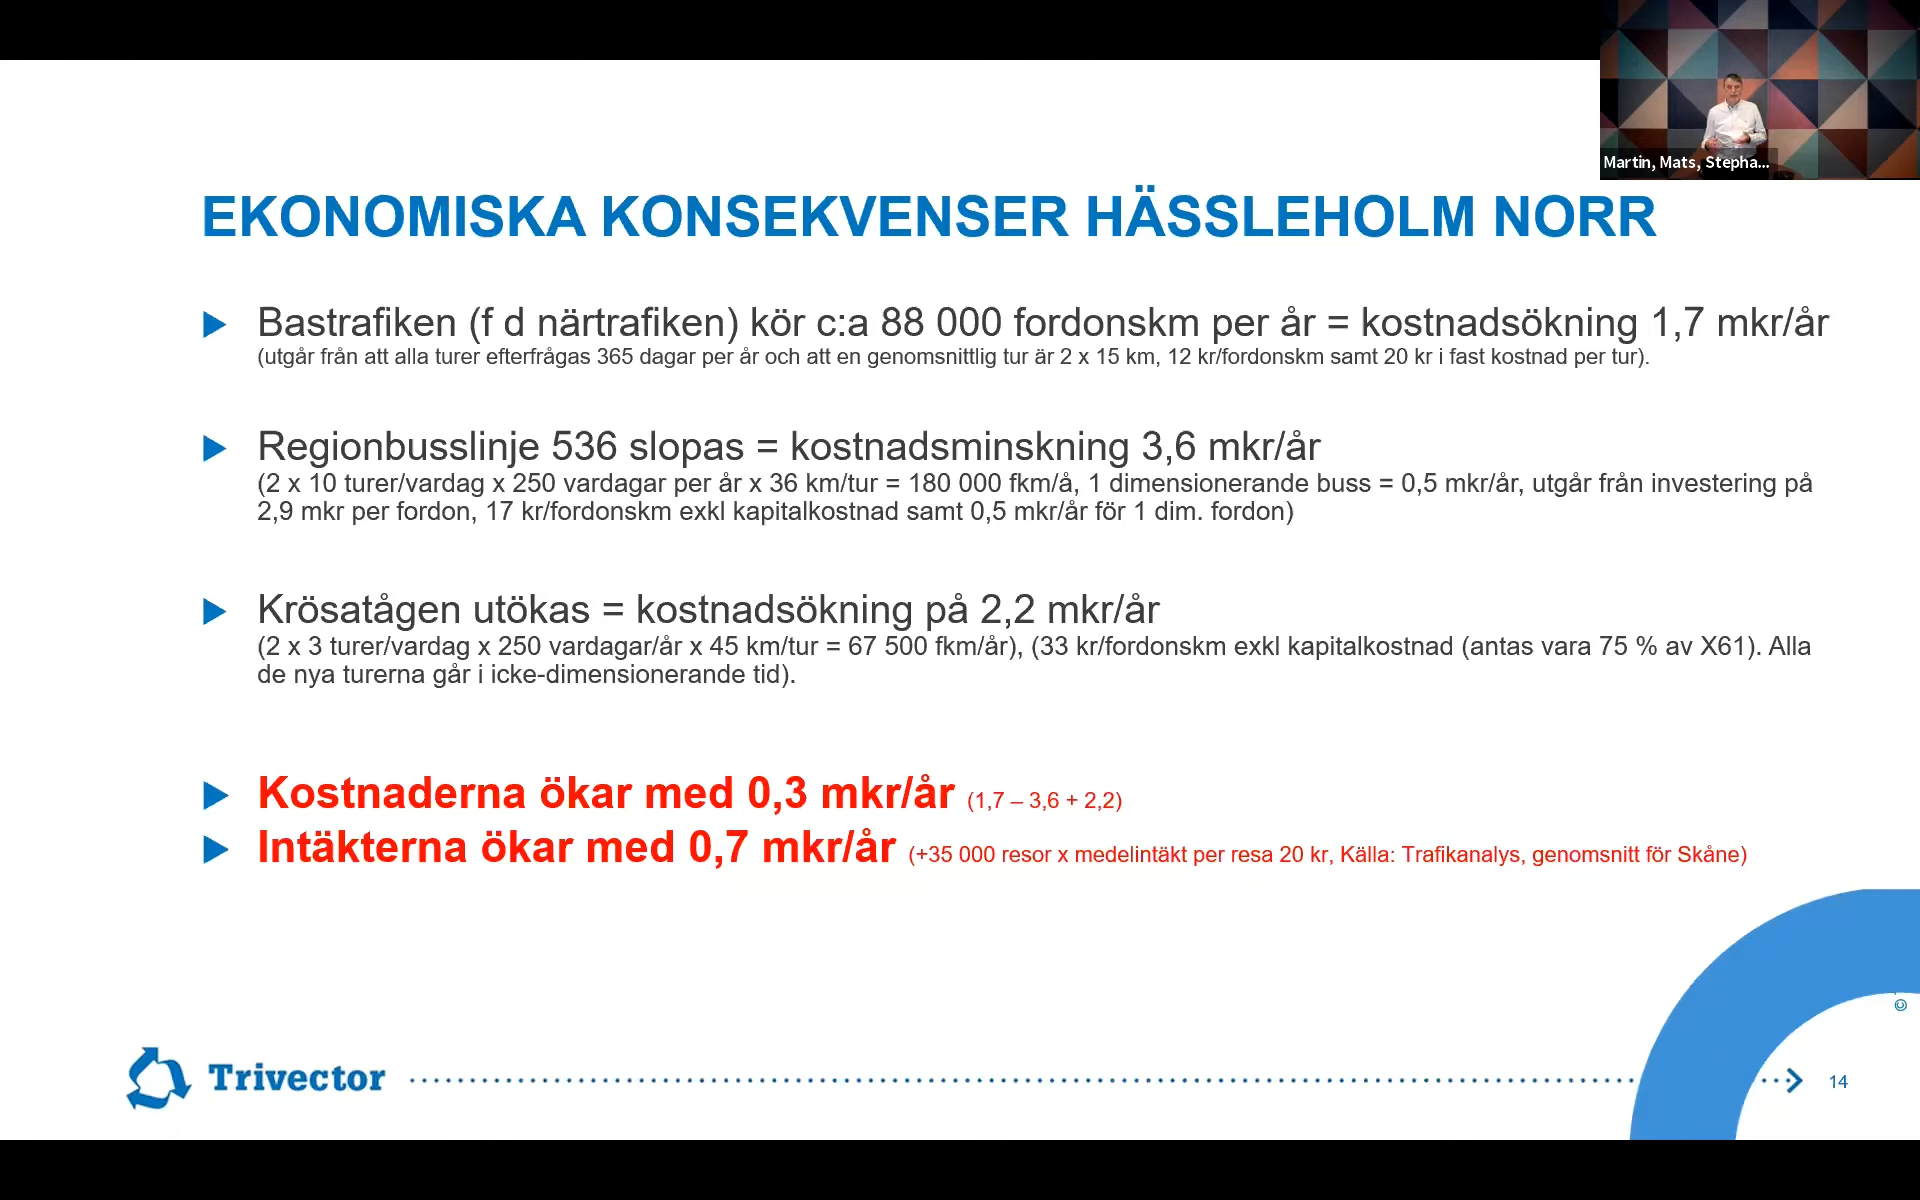 Martin, Mats, Stepha...
EKONOMISKA KONSEKVENSER HÄSSLEHOLM NORR
Bastrafiken (f d närtrafiken) kör c:a 88 000 fordonskm per år = kostnadsökning 1,7 mkr/år
(utgår från att alla turer efterfrågas 365 dagar per år och att en genomsnittlig tur är 2 x 15 km, 12 kr/fordonskm samt 20 kr i fast kostnad per tur).
Regionbusslinje 536 slopas = kostnadsminskning 3,6 mkr/år
(2 x 10 turer/vardag x 250 vardagar per år x 36 km/tur = 180 000 fkm/å, 1 dimensionerande buss = 0,5 mkr/år, utgår från investering på
2,9 mkr per fordon, 17 kr/fordonskm exkl kapitalkostnad samt 0,5 mkr/år för 1 dim. fordon)
Krösatågen utökas = kostnadsökning på 2,2 mkr/år
(2 x 3 turer/vardag x 250 vardagar/år x 45 km/tur = 67 500 fkm/år), (33 kr/fordonskm exkl kapitalkostnad (antas vara 75 % av X61). Alla
de nya turerna går i icke-dimensionerande tid).
Kostnaderna ökar med 0,3 mkr/år (1,7 – 3,6 + 2,2)
Intäkterna ökar med 0,7 mkr/år (+35 000 resor x medelintäkt per resa 20 kr, Källa: Trafikanalys, genomsnitt för Skåne)
©
Trivector
14